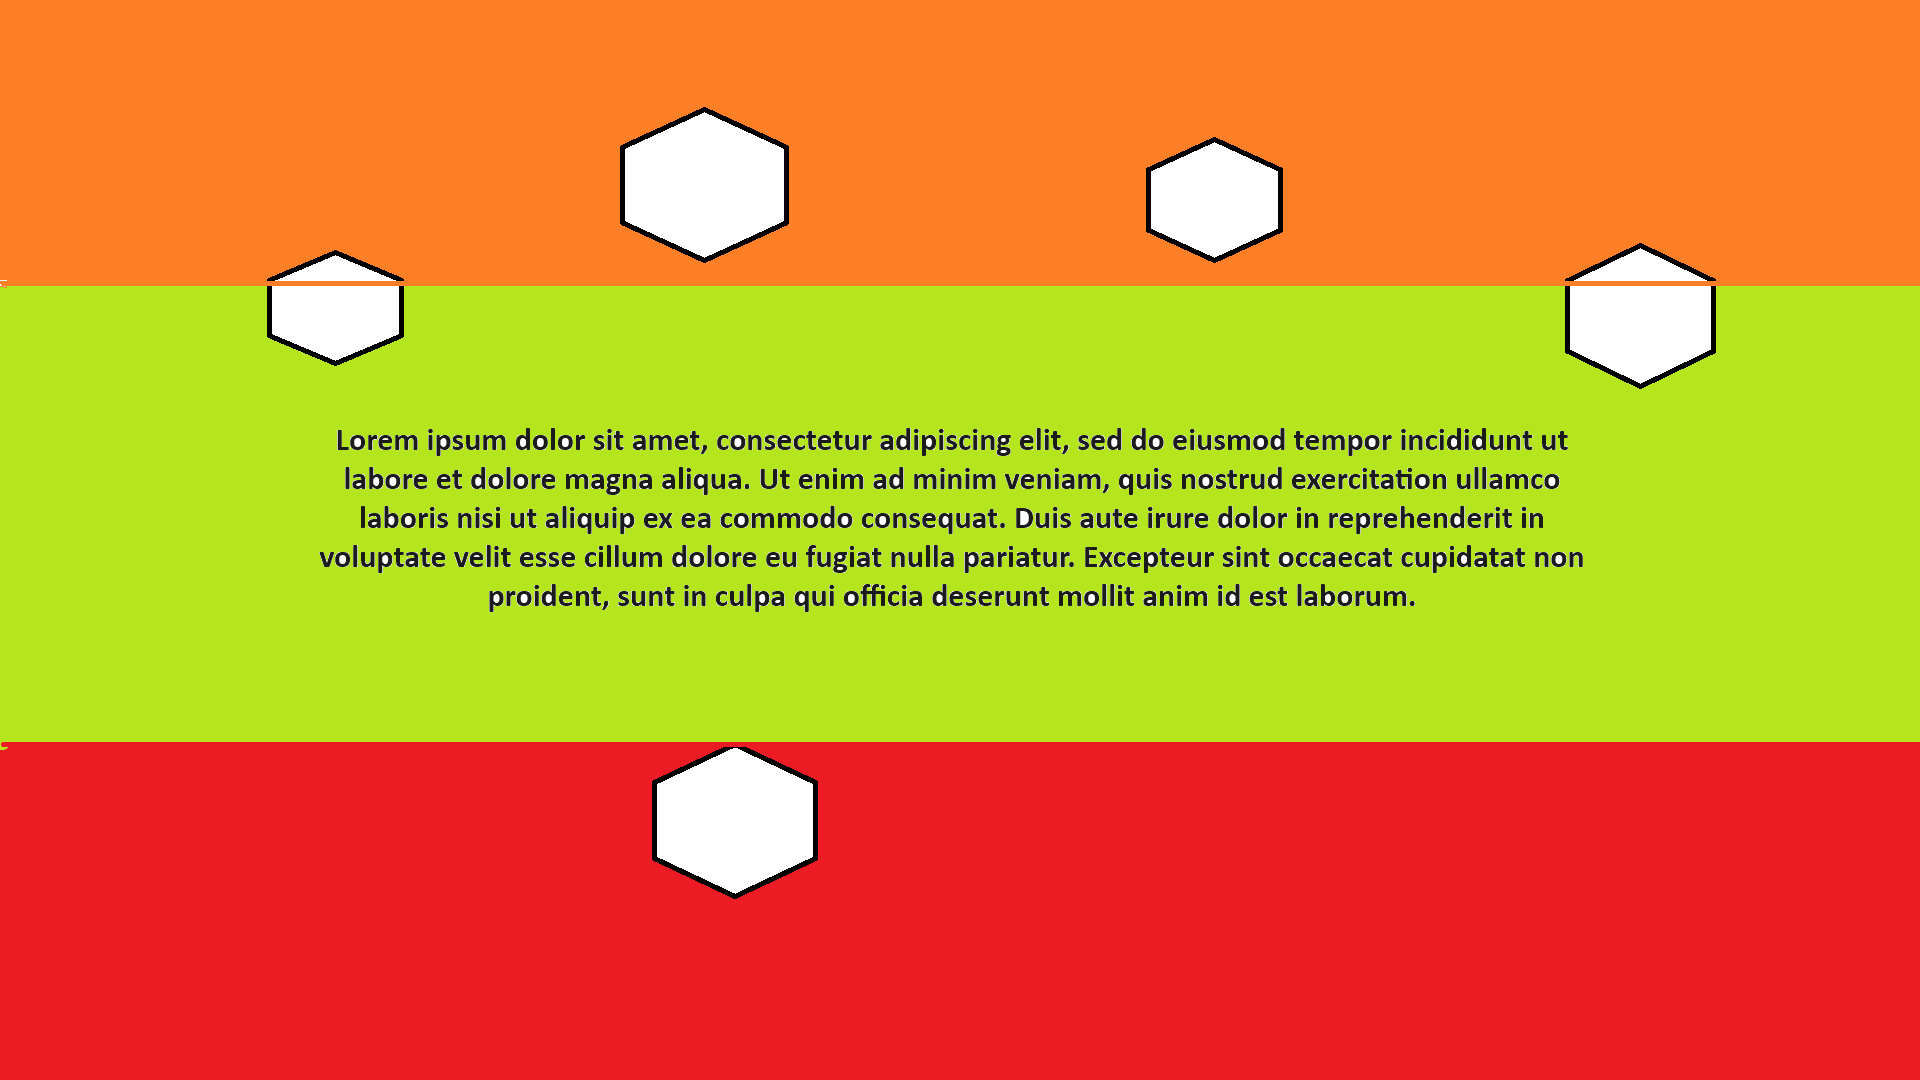 Lorem ipsum dolor sit amet, consectetur adipiscing elit, sed do eiusmod tempor incididunt ut
labore et dolore magna aliqua. Ut enim ad minim veniam, quis nostrud exercitation ullamco
laboris nisi ut aliquip ex ea commodo consequat. Duis aute irure dolor in reprehenderit in
voluptate velit esse cillum dolore eu fugiat nulla pariatur. Excepteur sint occaecat cupidatat non
proident, sunt in culpa qui officia deserunt mollit anim id est laborum.